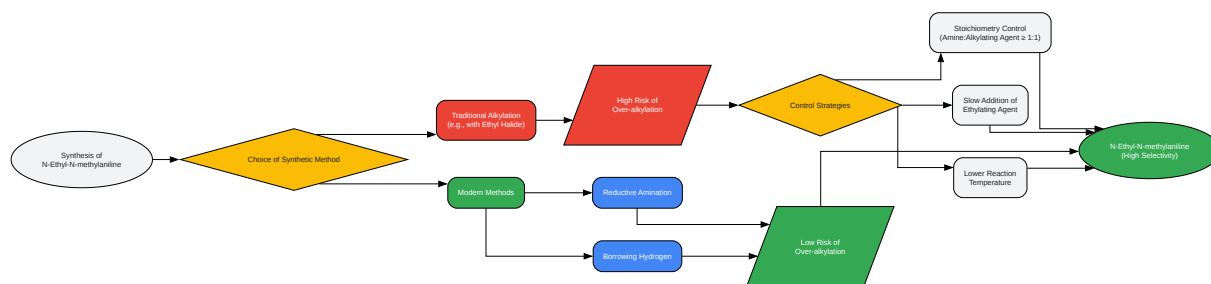 Synthesis of
N-Ethyl-N-methylaniline
Choice of Synthetic Method
Traditional Alkylation
(e.g., with Ethyl Halide)
High Risk of
Over-alkylation
Control Strategies
Stoichiometry Control
(Amine:Alkylating Agent ≥ 1:1)
Slow Addition of
Ethylating Agent
Lower Reaction
Temperature
N-Ethyl-N-methylaniline
(High Selectivity)
Modern Methods
Reductive Amination
Borrowing Hydrogen
Low Risk of
Over-alkylation